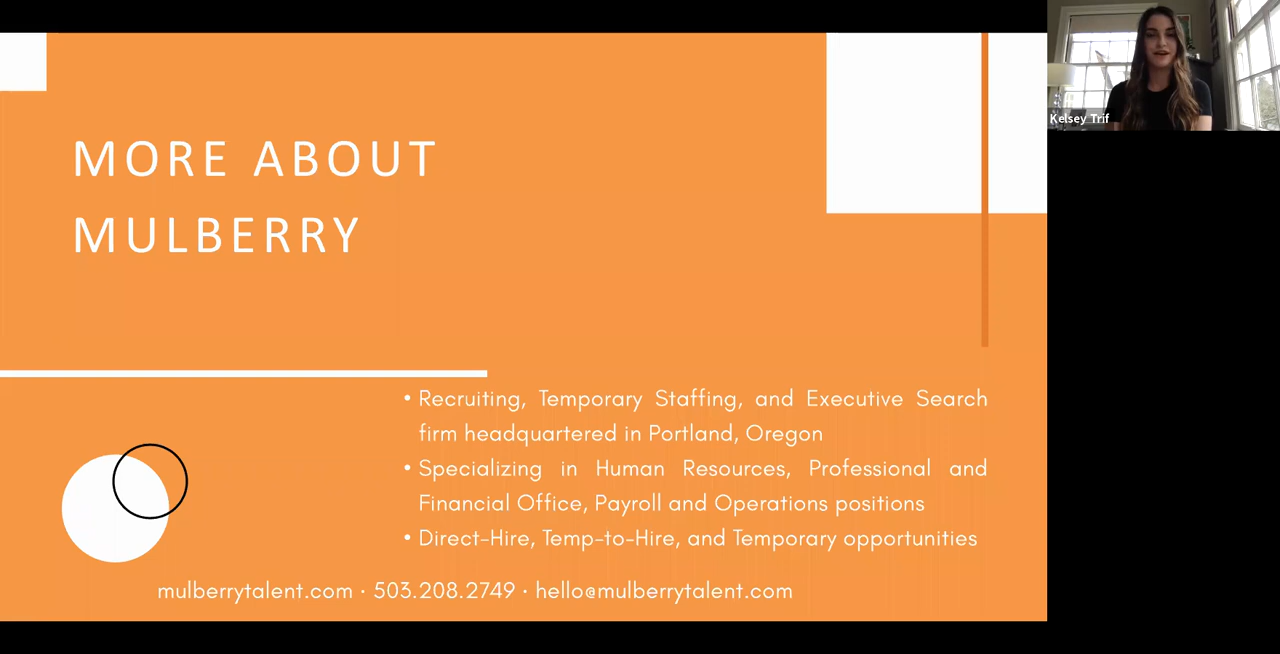 MORE ABOUT
MULBERRY
• Recruiting, Temporary Staffing, and Executive Search
firm headquartered in Portland, Oregon
• Specializing in Human Resources, Professional and
Financial Office, Payroll and Operations positions
• Direct-Hire, Temp-to-Hire, and Temporary opportunities
mulberrytalent.com · 503.208.2749 · hello@mulberrytalent.com
Kelsey Trif